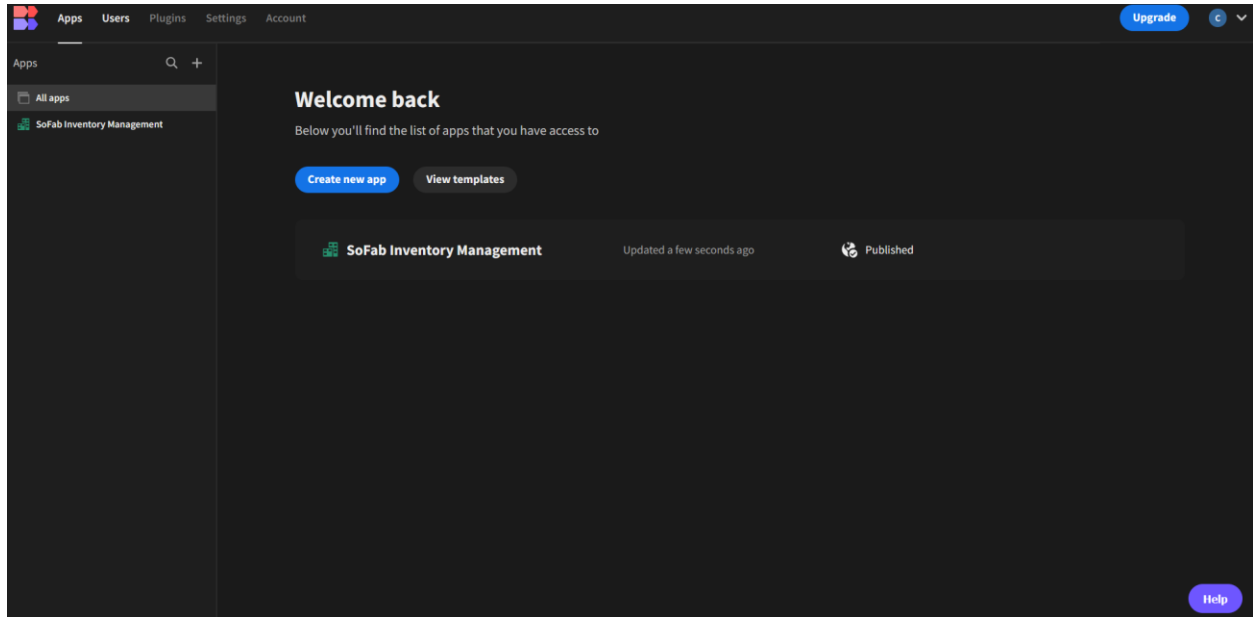 Apps Users Plugins Settings Account Upgrade C
Apps
All apps
SoFab Inventory Management
Welcome back
Below you'll find the list of apps that you have access to
Create new app View templates
SoFab Inventory Management Updated a few seconds ago Published
Help